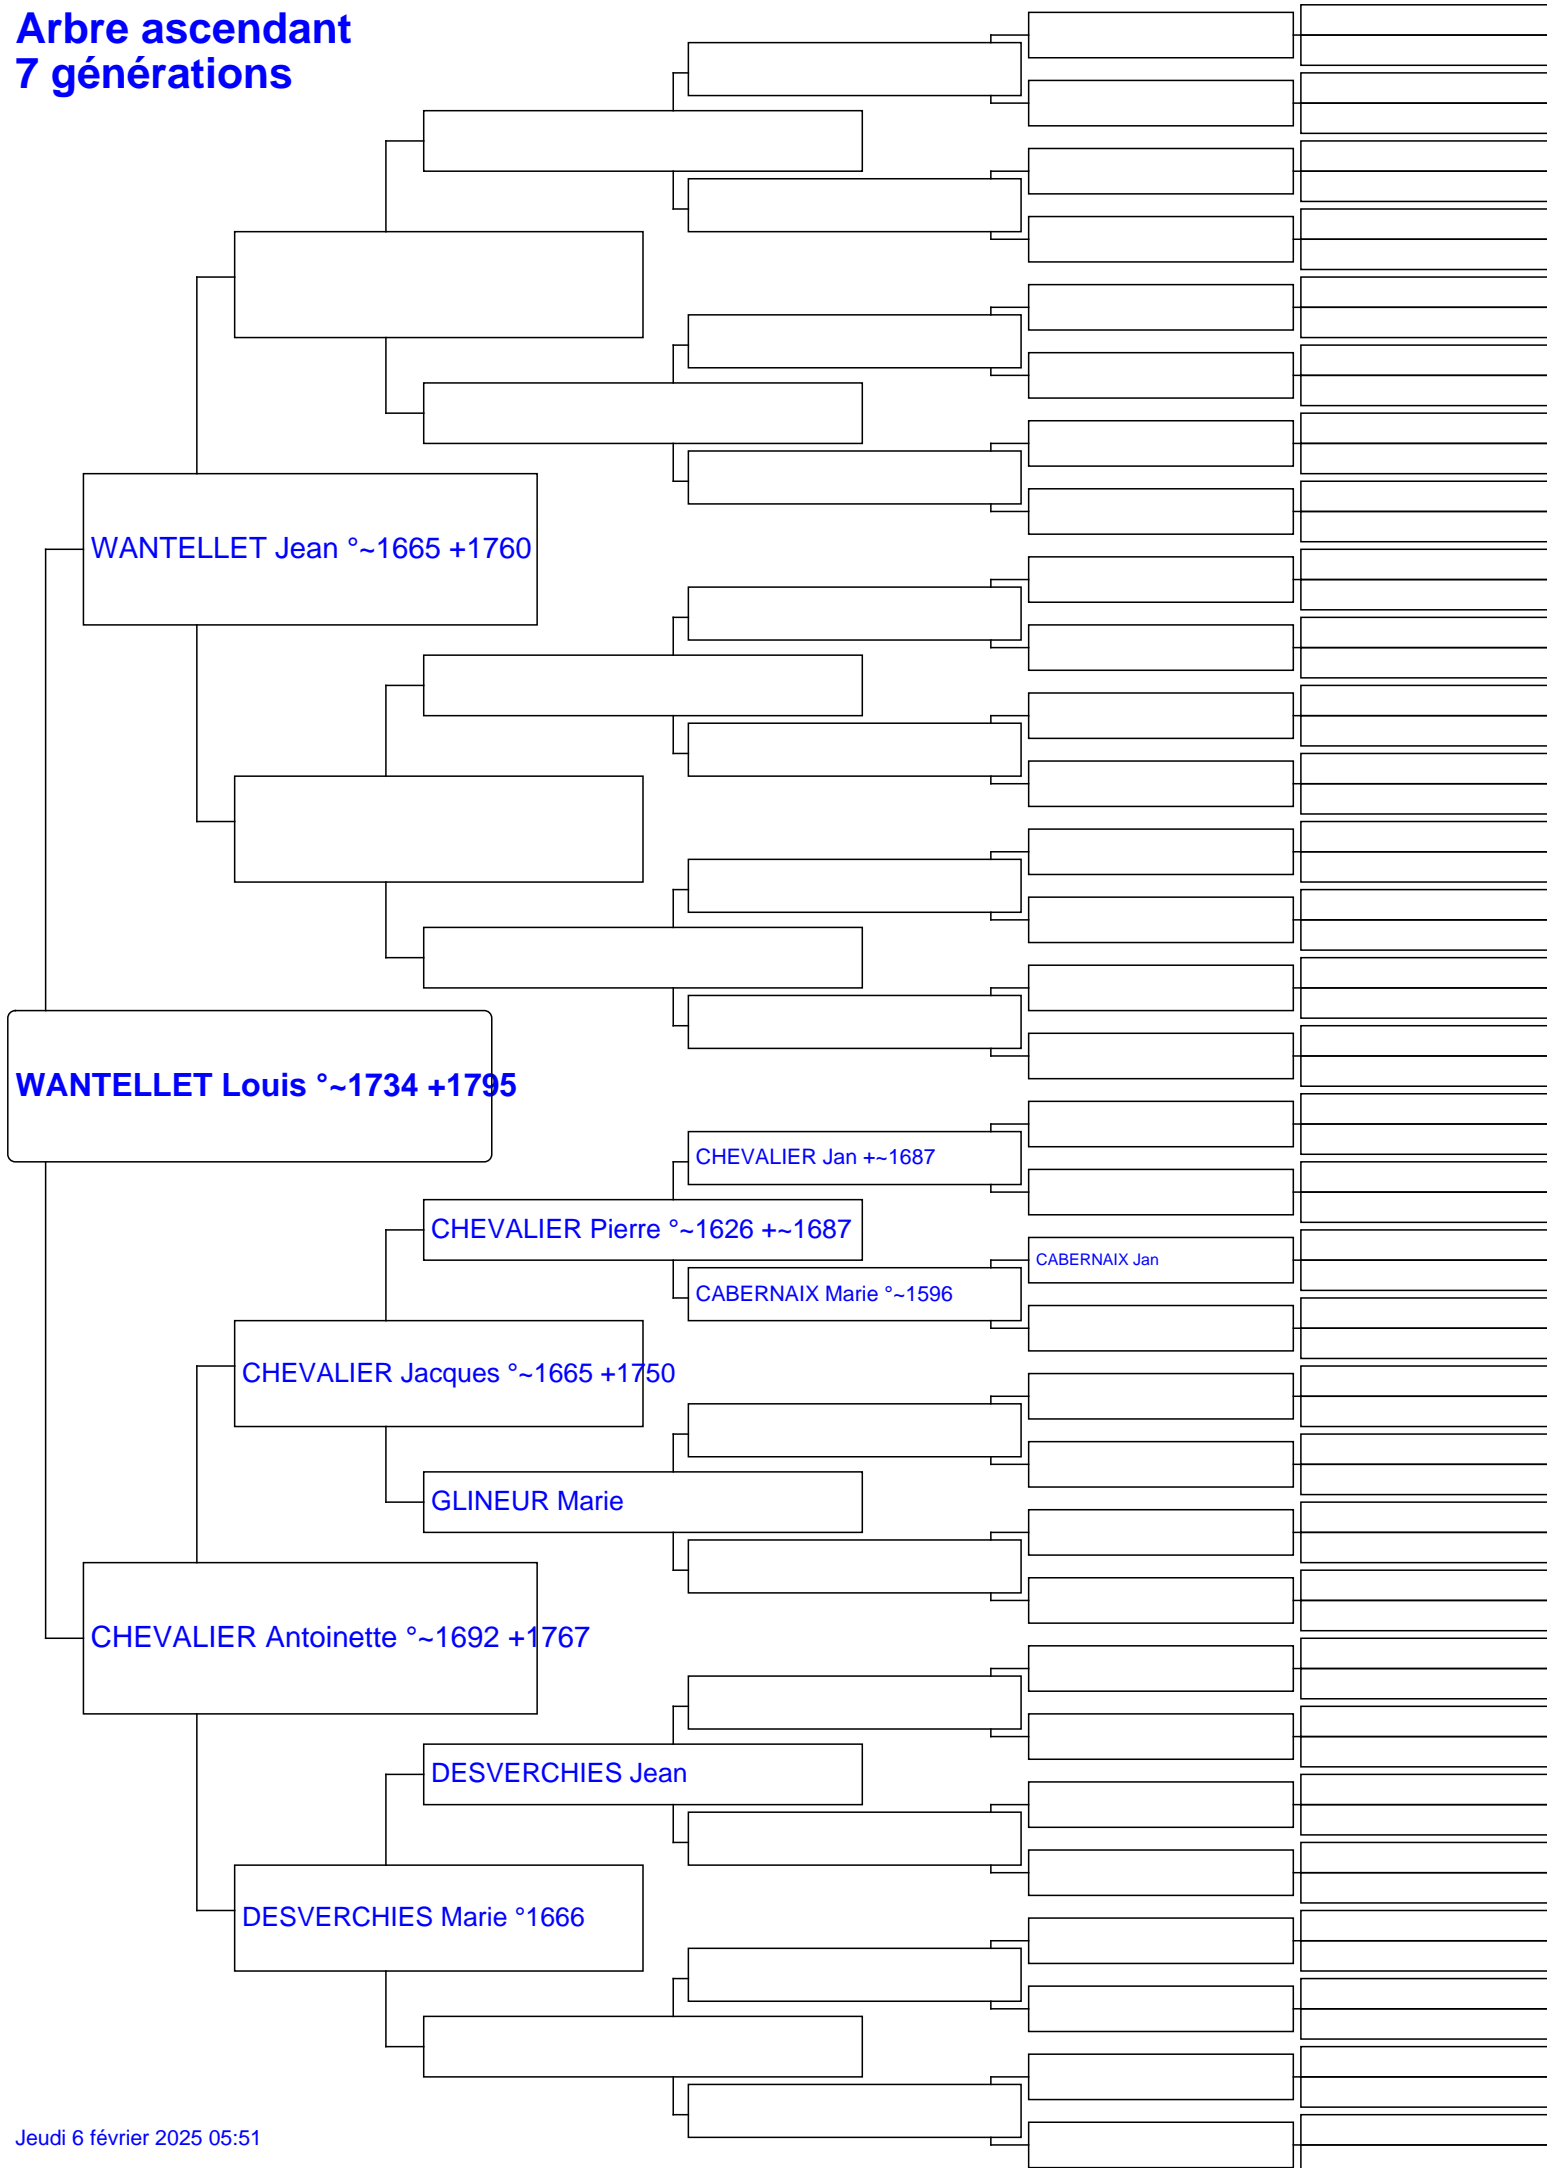 Arbre ascendant
7 générations
WANTELLET Jean °~1665 +1760
WANTELLET Louis °~1734 +1795
CHEVALIER Jan +~1687
CHEVALIER Pierre °~1626 +~1687
CABERNAIX Jan
CABERNAIX Marie °~1596
CHEVALIER Jacques °~1665 +1750
GLINEUR Marie
CHEVALIER Antoinette °~1692 +1767
DESVERCHIES Jean
DESVERCHIES Marie °1666
Jeudi 6 février 2025 05:51